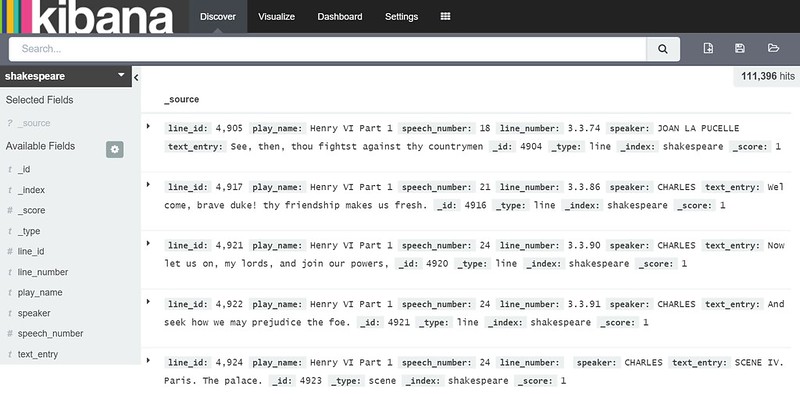 kibana Discover Visualize Dashboard Settings
Search...
shakespeare 111,396 hits
Selected Fields
? _source
Available Fields
t _id
t _index
# _score
t _type
# line_id
t line_number
t play_name
t speaker
# speech_number
t text_entry
_source
line_id: 4,905 play_name: Henry VI Part 1 speech_number: 18 line_number: 3.3.74 speaker: JOAN LA PUCELLE
text_entry: See, then, thou fightst against thy countrymen _id: 4904 _type: line _index: shakespeare _score: 1
line_id: 4,917 play_name: Henry VI Part 1 speech_number: 21 line_number: 3.3.86 speaker: CHARLES text_entry: Wel
come, brave duke! thy friendship makes us fresh. _id: 4916 _type: line _index: shakespeare _score: 1
line_id: 4,921 play_name: Henry VI Part 1 speech_number: 24 line_number: 3.3.90 speaker: CHARLES text_entry: Now
let us on, my lords, and join our powers, _id: 4920 _type: line _index: shakespeare _score: 1
line_id: 4,922 play_name: Henry VI Part 1 speech_number: 24 line_number: 3.3.91 speaker: CHARLES text_entry: And
seek how we may prejudice the foe. _id: 4921 _type: line _index: shakespeare _score: 1
line_id: 4,924 play_name: Henry VI Part 1 speech_number: 24 line_number: speaker: CHARLES text_entry: SCENE IV.
Paris. The palace. _id: 4923 _type: scene _index: shakespeare _score: 1